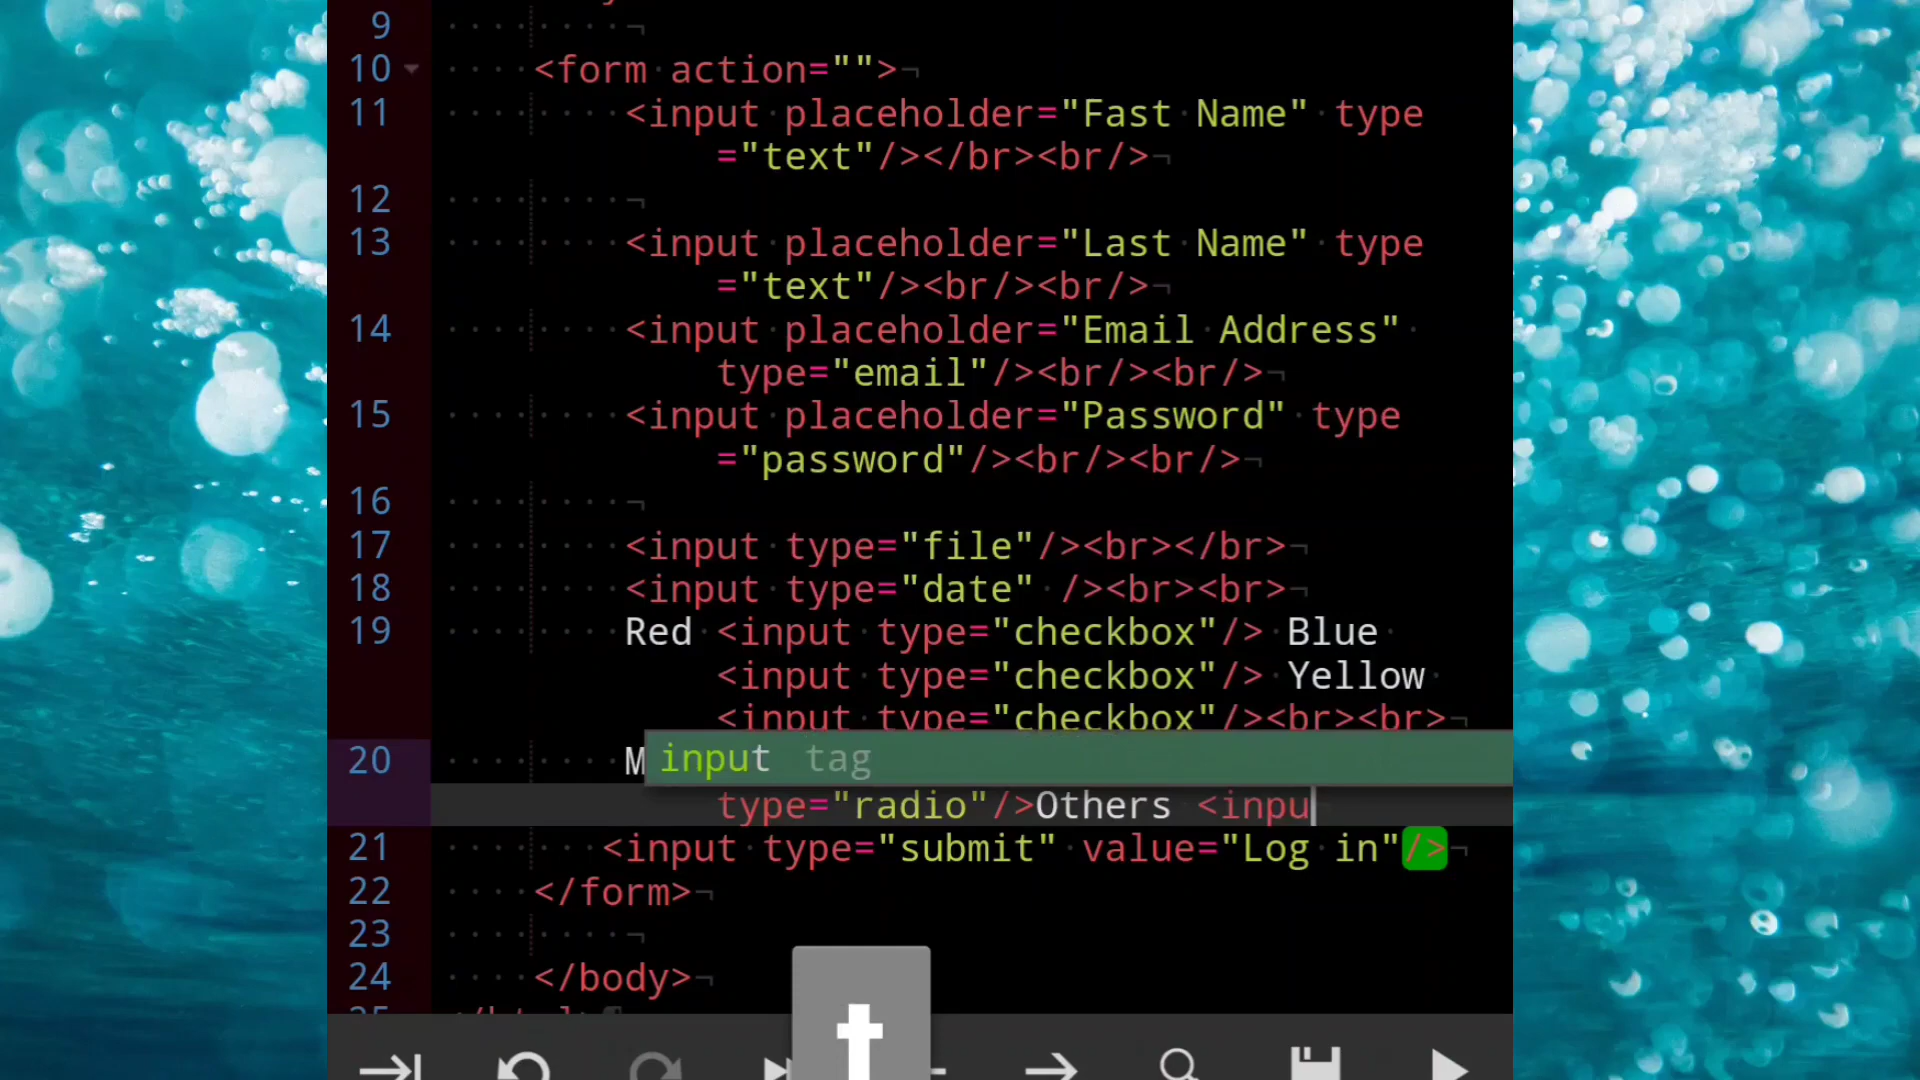 9
10 <form action="">
11 <input placeholder="Fast Name" type
="text"/></br><br/>
12
13 <input placeholder="Last Name" type
="text"/><br/><br/>
14 <input placeholder="Email Address"
type="email"/><br/><br/>
15 <input placeholder="Password" type
="password"/><br/><br/>
16
17 <input type="file"/><br></br>
18 <input type="date" /><br><br>
19 Red <input type="checkbox"/> Blue
<input type="checkbox"/> Yellow
<input type="checkbox"/><br><br>
20 M
input tag
type="radio"/>Others <inpu
21 <input type="submit" value="Log in"/>
22 </form>
23
24 </body>
t